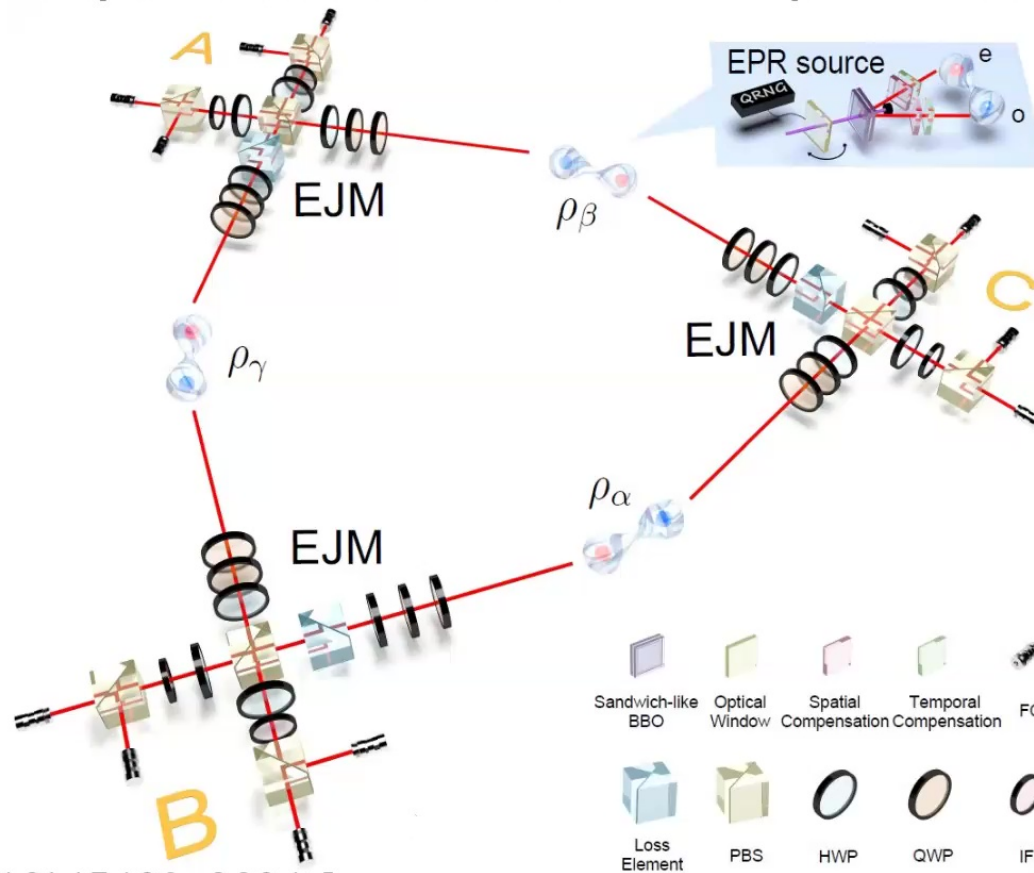 A
EPR source
QRNG
e
o
EJM
ρβ
C
EJM
ργ
ρα
EJM
Sandwich-like BBO
Optical Window
Spatial Compensation
Temporal Compensation
B
Loss Element
PBS
HWP
QWP